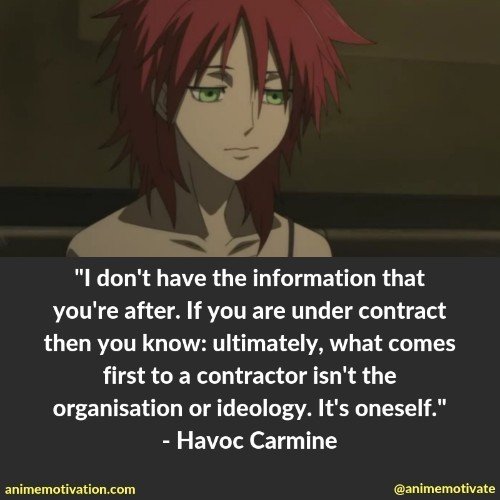 "I don't have the information that
you're after. If you are under contract
then you know: ultimately, what comes
first to a contractor isn't the
organisation or ideology. It's oneself."
- Havoc Carmine
animemotivation.com
@animemotivate